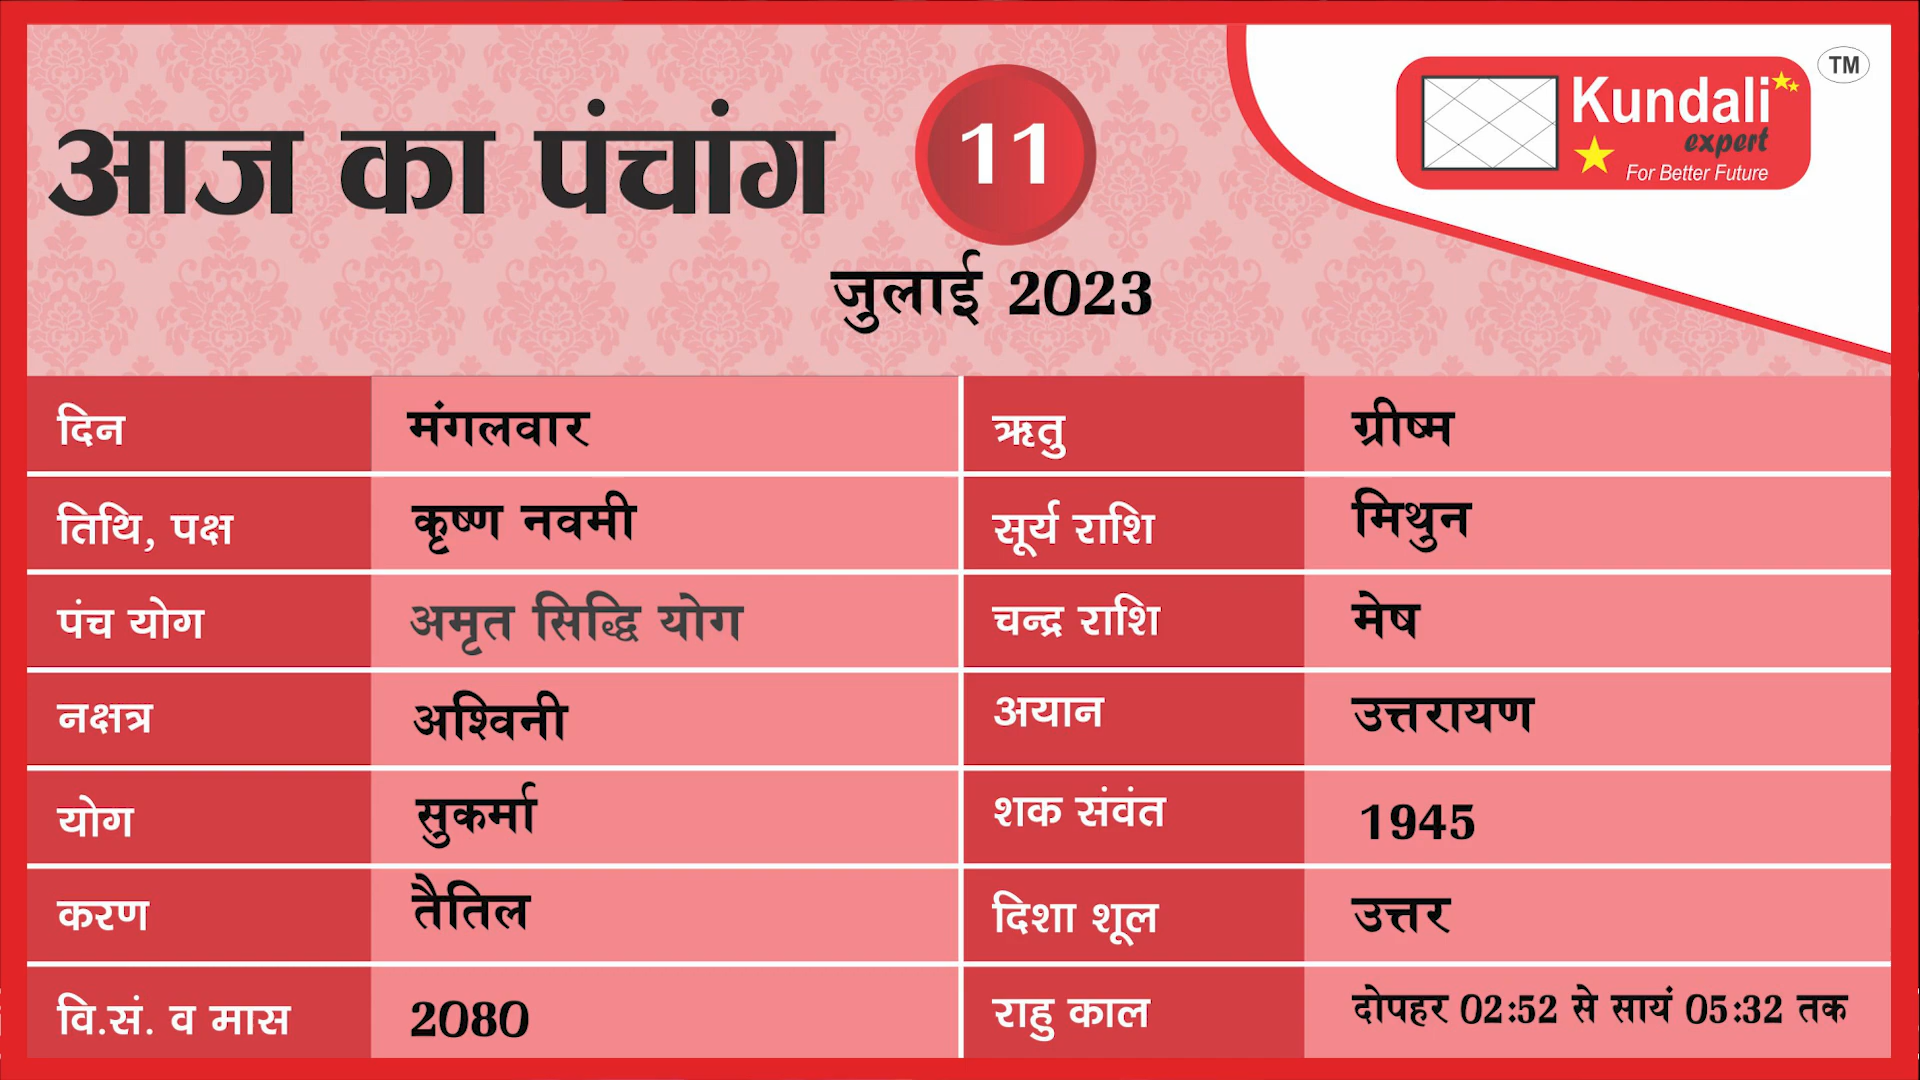 आज का पंचांग
11
जुलाई 2023
Kundali
expert
For Better Future
TM
दिन मंगलवार ऋतु ग्रीष्म
तिथि, पक्ष कृष्ण नवमी सूर्य राशि मिथुन
पंच योग अमृत सिद्धि योग चन्द्र राशि मेष
नक्षत्र अश्विनी अयान उत्तरायण
योग सुकर्मा शक संवंत 1945
करण तैतिल दिशा शूल उत्तर
वि.सं. व मास 2080 राहु काल दोपहर 02:52 से सायं 05:32 तक